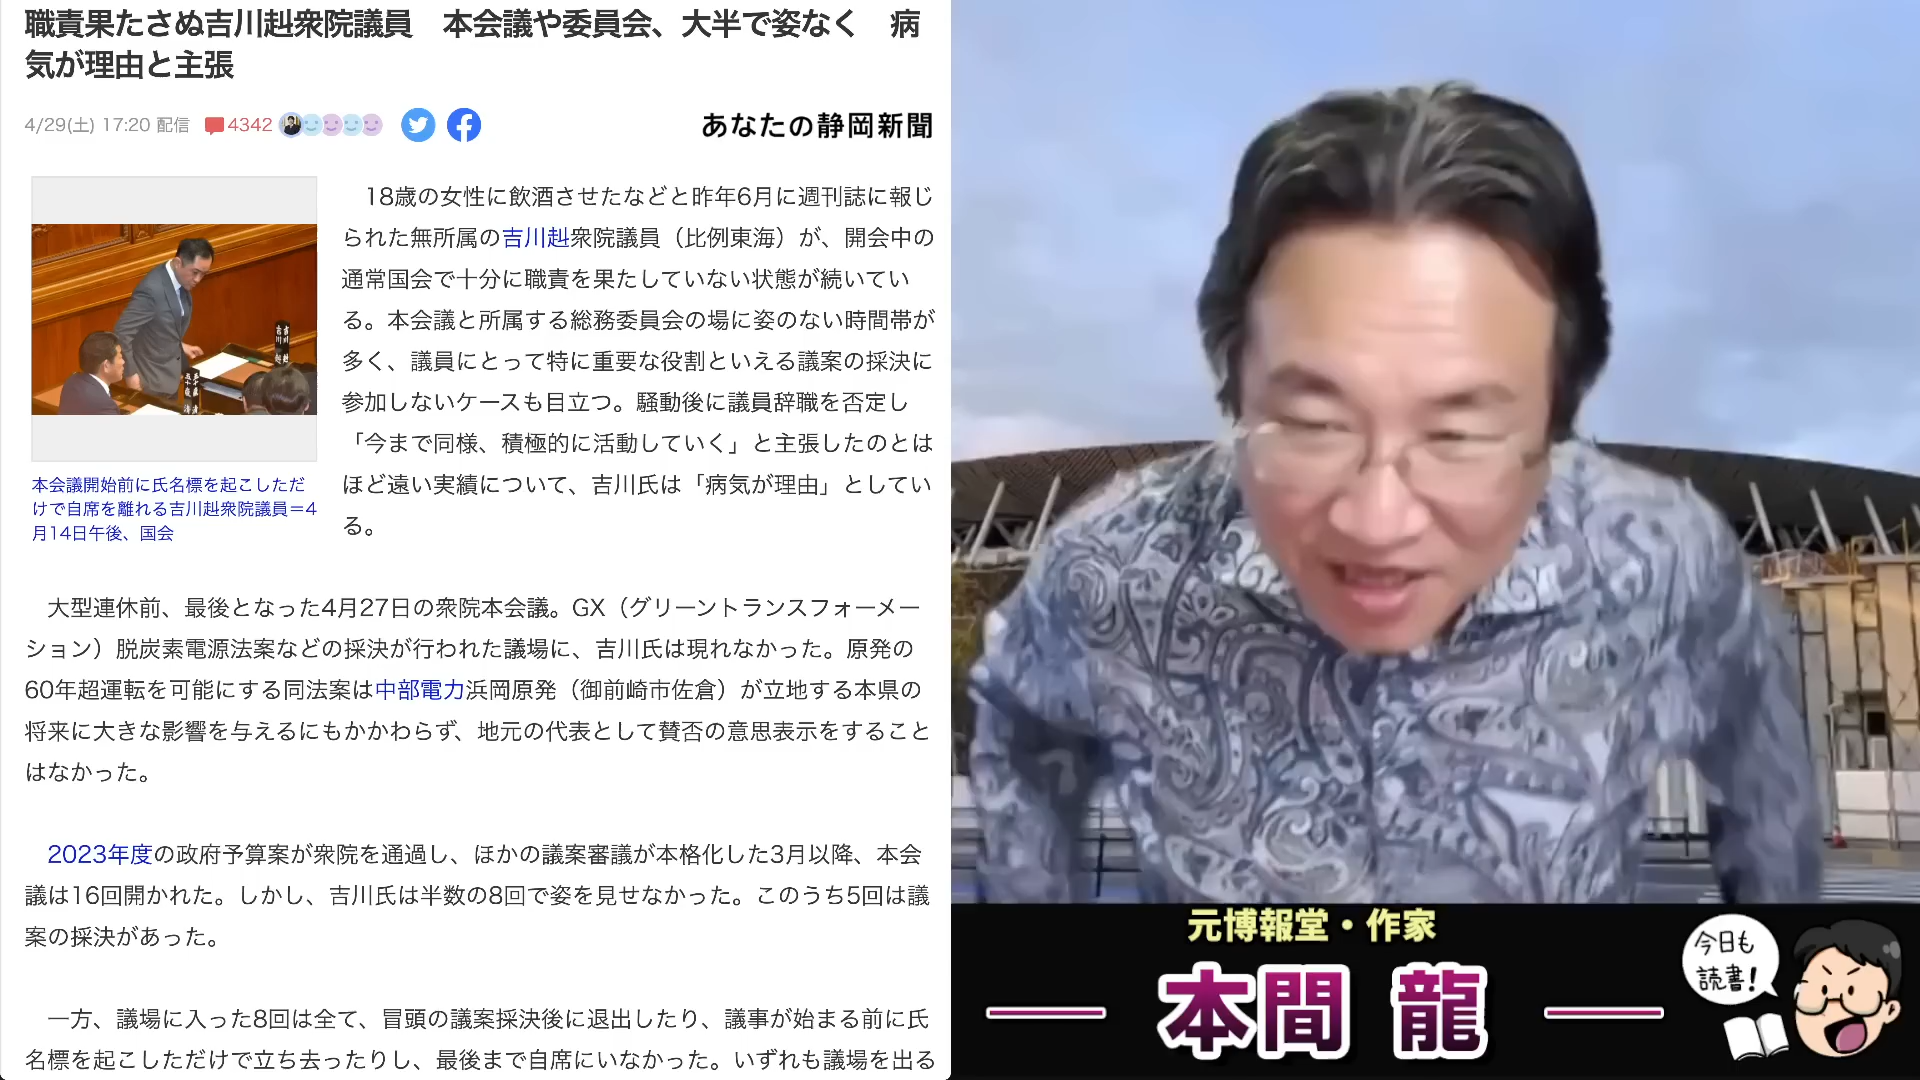 職責果たさぬ吉川赳衆院議員　本会議や委員会、大半で姿なく　病
気が理由と主張
4/29(土) 17:20 配信
4342
あなたの静岡新聞
18歳の女性に飲酒させたなどと昨年6月に週刊誌に報じ
られた無所属の吉川赳衆院議員（比例東海）が、開会中の
通常国会で十分に職責を果たしていない状態が続いてい
る。本会議と所属する総務委員会の場に姿のない時間帯が
多く、議員にとって特に重要な役割といえる議案の採決に
参加しないケースも目立つ。騒動後に議員辞職を否定し
「今まで同様、積極的に活動していく」と主張したのとは
ほど遠い実績について、吉川氏は「病気が理由」としてい
る。
本会議開始前に氏名標を起こしただ
けで自席を離れる吉川赳衆院議員＝4
月14日午後、国会
大型連休前、最後となった4月27日の衆院本会議。GX（グリーントランスフォーメー
ション）脱炭素電源法案などの採決が行われた議場に、吉川氏は現れなかった。原発の
60年超運転を可能にする同法案は中部電力浜岡原発（御前崎市佐倉）が立地する本県の
将来に大きな影響を与えるにもかかわらず、地元の代表として賛否の意思表示をすること
はなかった。
2023年度の政府予算案が衆院を通過し、ほかの議案審議が本格化した3月以降、本会
議は16回開かれた。しかし、吉川氏は半数の8回で姿を見せなかった。このうち5回は議
案の採決があった。
一方、議場に入った8回は全て、冒頭の議案採決後に退出したり、議事が始まる前に氏
名標を起こしただけで立ち去ったりし、最後まで自席にいなかった。いずれも議場を出る
元博報堂・作家
本間 龍
今日も
読書!